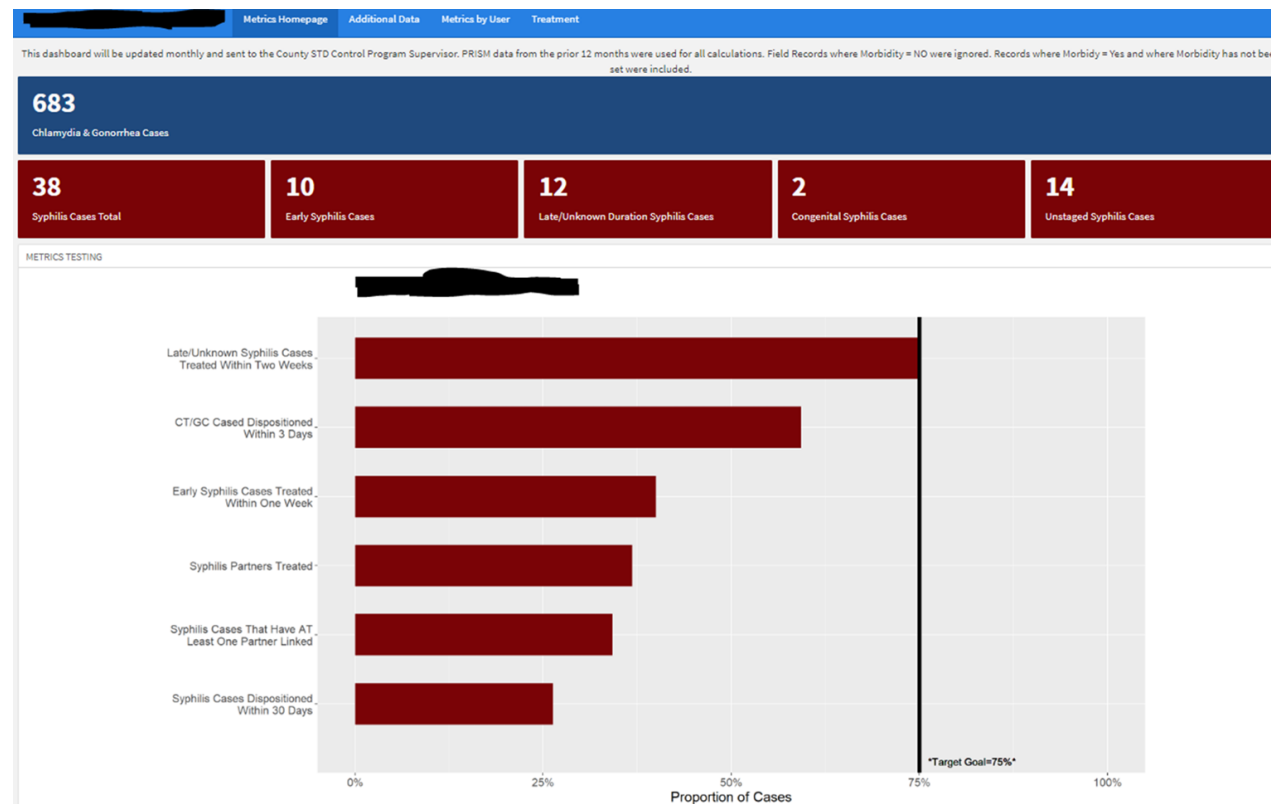 Metrics Homepage Additional Data Metrics by User Treatment
This dashboard will be updated monthly and sent to the County STD Control Program Supervisor. PRISM data from the prior 12 months were used for all calculations. Field Records where Morbidity = NO were ignored. Records where Morbidy = Yes and where Morbidity has not bee
set were included.
683
Chlamydia & Gonorrhea Cases
38
Syphilis Cases Total
10
Early Syphilis Cases
12
Late/Unknown Duration Syphilis Cases
2
Congenital Syphilis Cases
14
Unstaged Syphilis Cases
METRICS TESTING
Late/Unknown Syphilis Cases
Treated Within Two Weeks
CT/GC Cased Dispositioned
Within 3 Days
Early Syphilis Cases Treated
Within One Week
Syphilis Partners Treated
Syphilis Cases That Have AT
Least One Partner Linked
Syphilis Cases Dispositioned
Within 30 Days
*Target Goal=75%*
0% 25% 50% 75% 100%
Proportion of Cases